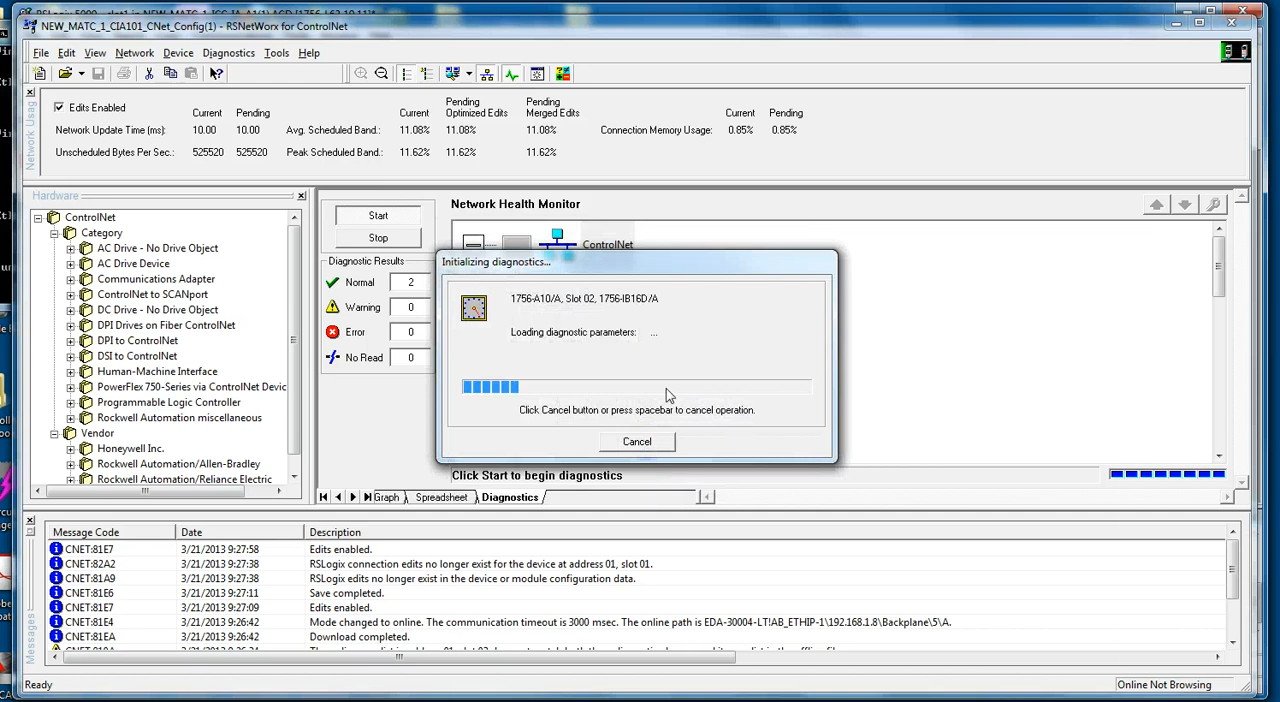 NEW_MATC_1_CIA101_CNet_Config(1) - RSNetWorx for ControlNet
File Edit View Network Device Diagnostics Tools Help
Edits Enabled
Current Pending
Pending Optimized Edits
Pending Merged Edits
Current Pending
Network Update Time (ms): 10.00 10.00 Avg. Scheduled Band.: 11.08% 11.08% 11.08% Connection Memory Usage: 0.85% 0.85%
Unscheduled Bytes Per Sec.: 525520 525520 Peak Scheduled Band.: 11.62% 11.62% 11.62%
Network Usag
Hardware
ControlNet
Category
AC Drive - No Drive Object
AC Drive Device
Communications Adapter
ControlNet to SCANport
DC Drive - No Drive Object
DPI Drives on Fiber ControlNet
DPI to ControlNet
DSI to ControlNet
Human-Machine Interface
PowerFlex 750-Series via ControlNet Devic
Programmable Logic Controller
Rockwell Automation miscellaneous
Vendor
Honeywell Inc.
Rockwell Automation/Allen-Bradley
Rockwell Automation/Reliance Electric
Start
Stop
Diagnostic Results
Normal 2
Warning 0
Error 0
No Read 0
Network Health Monitor
ControlNet
Initializing diagnostics...
1756-A10/A, Slot 02, 1756-IB16D/A
Loading diagnostic parameters: ...
Click Cancel button or press spacebar to cancel operation.
Cancel
Click Start to begin diagnostics
Graph Spreadsheet Diagnostics
Messages
Message Code Date Description
CNET:81E7 3/21/2013 9:27:58 Edits enabled.
CNET:82A2 3/21/2013 9:27:38 RSLogix connection edits no longer exist for the device at address 01, slot 01.
CNET:81A9 3/21/2013 9:27:38 RSLogix edits no longer exist in the device or module configuration data.
CNET:81E6 3/21/2013 9:27:11 Save completed.
CNET:81E7 3/21/2013 9:27:09 Edits enabled.
CNET:81E4 3/21/2013 9:26:42 Mode changed to online. The communication timeout is 3000 msec. The online path is EDA-30004-LT!AB_ETHIP-1\192.168.1.8\Backplane\5\A.
CNET:81EA 3/21/2013 9:26:42 Download completed.
Ready
Online Not Browsing